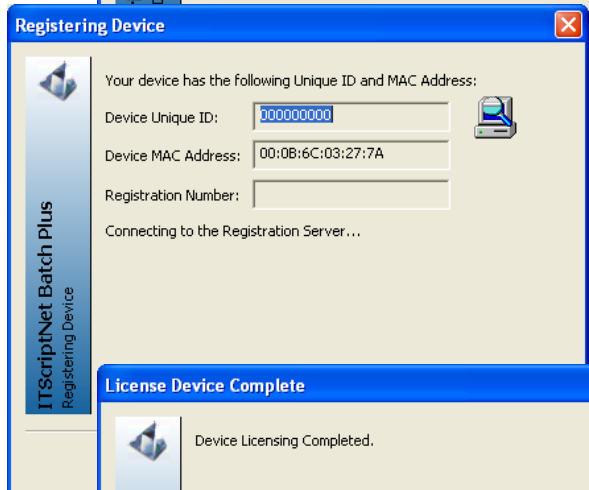 Registering Device
Your device has the following Unique ID and MAC Address:
Device Unique ID: 000000000
Device MAC Address: 00:0B:6C:03:27:7A
Registration Number:
Connecting to the Registration Server...
ITScriptNet Batch Plus
Registering Device
License Device Complete
Device Licensing Completed.